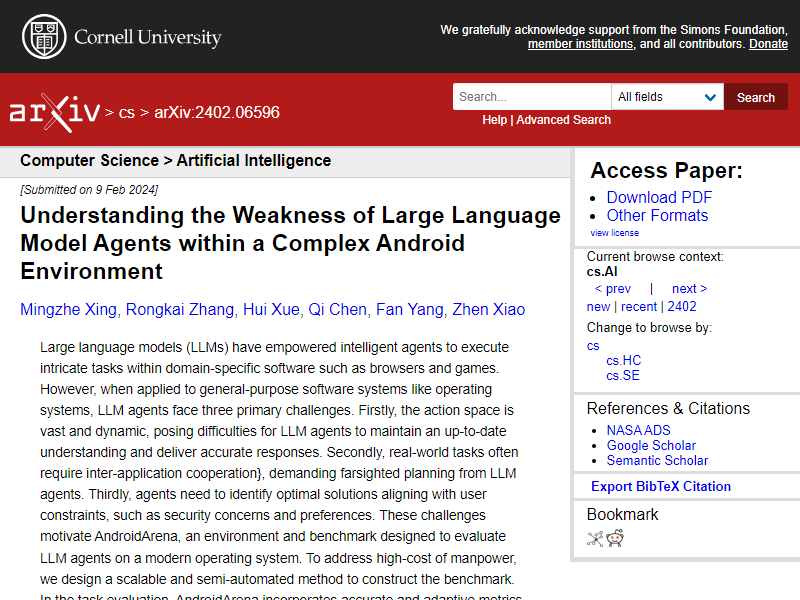 Cornell University
We gratefully acknowledge support from the Simons Foundation,
member institutions, and all contributors. Donate
arXiv > cs > arXiv:2402.06596
Search...
All fields
Search
Help | Advanced Search
Computer Science > Artificial Intelligence
[Submitted on 9 Feb 2024]
Understanding the Weakness of Large Language
Model Agents within a Complex Android
Environment
Mingzhe Xing, Rongkai Zhang, Hui Xue, Qi Chen, Fan Yang, Zhen Xiao
Large language models (LLMs) have empowered intelligent agents to execute
intricate tasks within domain-specific software such as browsers and games.
However, when applied to general-purpose software systems like operating
systems, LLM agents face three primary challenges. Firstly, the action space is
vast and dynamic, posing difficulties for LLM agents to maintain an up-to-date
understanding and deliver accurate responses. Secondly, real-world tasks often
require inter-application cooperation}, demanding farsighted planning from LLM
agents. Thirdly, agents need to identify optimal solutions aligning with user
constraints, such as security concerns and preferences. These challenges
motivate AndroidArena, an environment and benchmark designed to evaluate
LLM agents on a modern operating system. To address high-cost of manpower,
we design a scalable and semi-automated method to construct the benchmark.
In the task evaluation, AndroidArena incorporates accurate and adaptive metrics
Access Paper:
Download PDF
Other Formats
view license
Current browse context:
cs.AI
< prev | next >
new | recent | 2402
Change to browse by:
cs
cs.HC
cs.SE
References & Citations
NASA ADS
Google Scholar
Semantic Scholar
Export BibTeX Citation
Bookmark